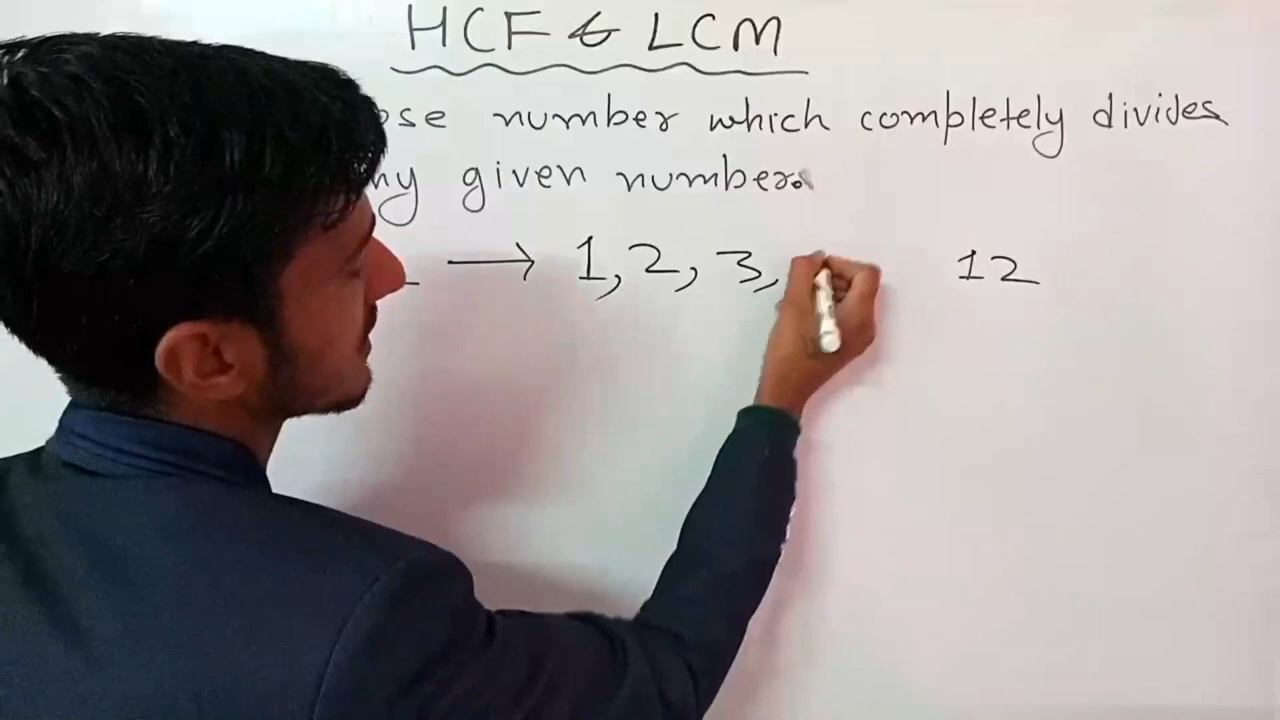 HCF & LCM
ose number which completely divides
ny given number.
→ 1, 2, 3, 12